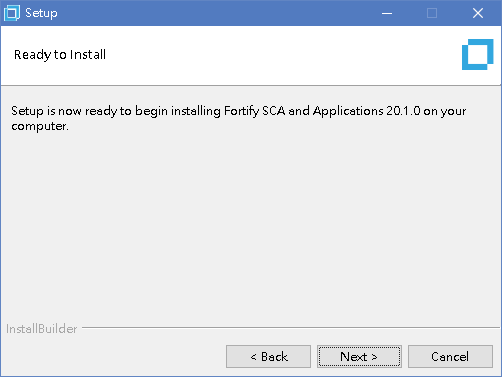 Setup
Ready to Install
Setup is now ready to begin installing Fortify SCA and Applications 20.1.0 on your
computer.
InstallBuilder
< Back
Next >
Cancel